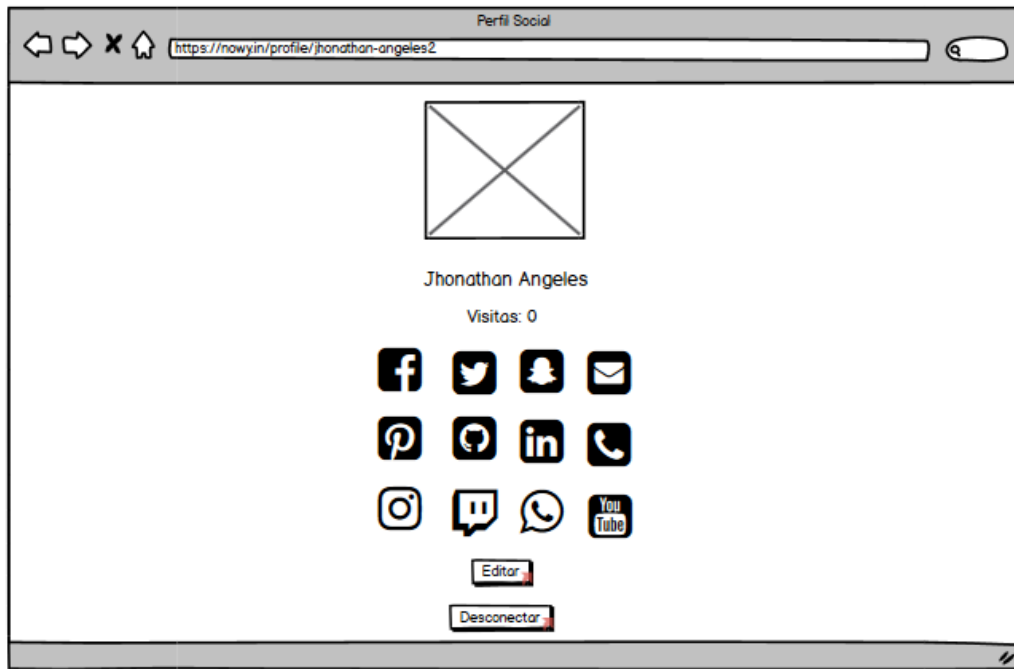 Perfil Social
https://nowy.in/profile/jhonathan-angeles2
Jhonathan Angeles
Visitas: 0
You
Tube
Editar
Desconectar